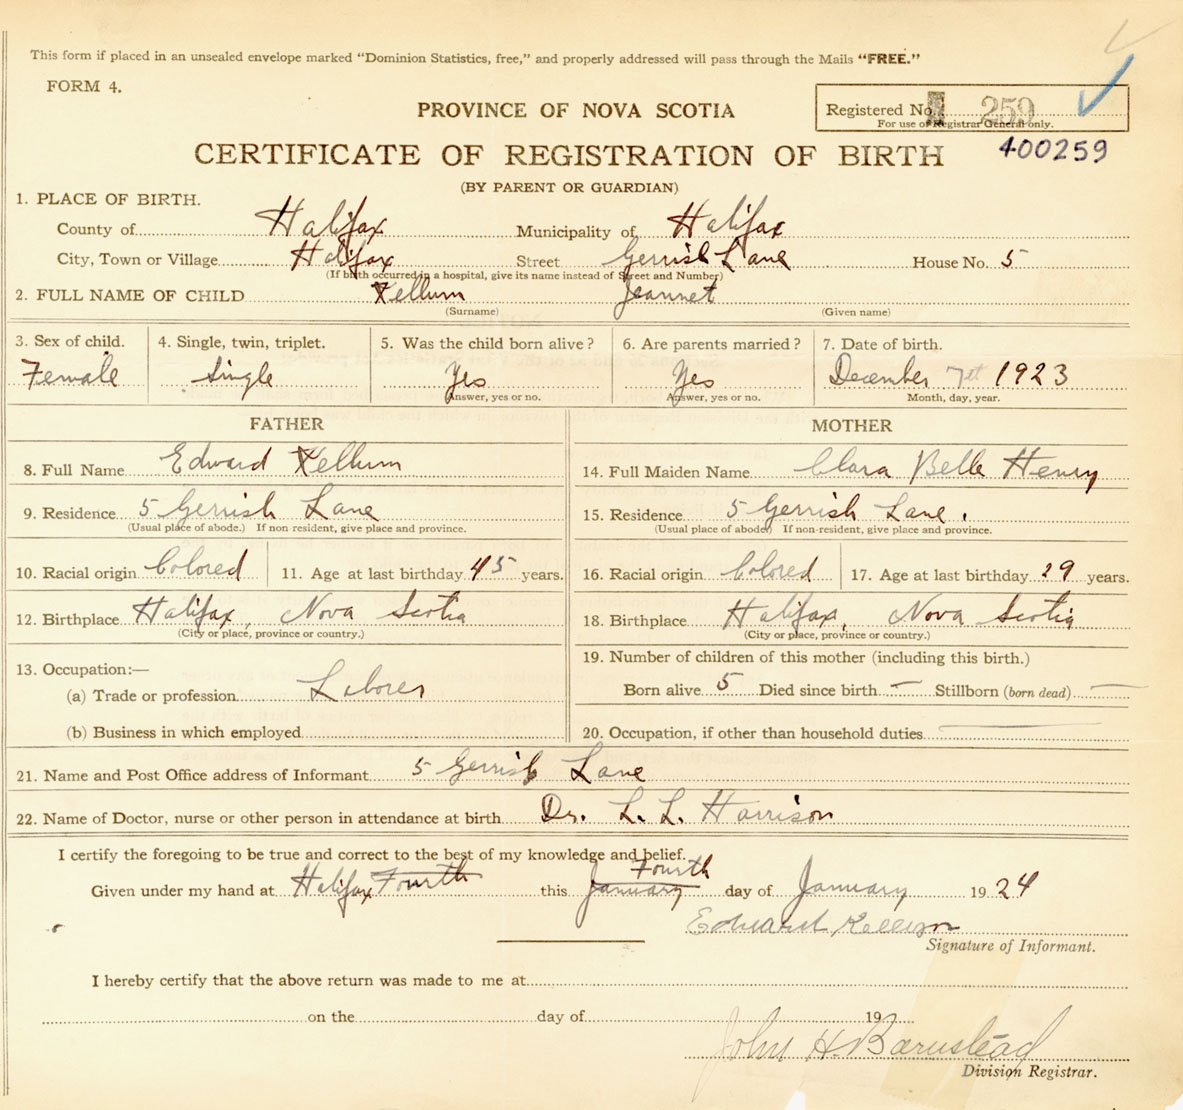 This form if placed in an unsealed envelope marked "Dominion Statistics, free," and properly addressed will pass through the Mails "FREE."
FORM 4.
PROVINCE OF NOVA SCOTIA
Registered No. 259
For use of Registrar General only.
CERTIFICATE OF REGISTRATION OF BIRTH
400259
(BY PARENT OR GUARDIAN)
1. PLACE OF BIRTH.
County of Halifax Municipality of Halifax
City, Town or Village Halifax Street Gerrish Lane House No. 5
(If birth occurred in a hospital, give its name instead of Street and Number)
2. FULL NAME OF CHILD Kellum Jeannet
(Surname) (Given name)
3. Sex of child. 4. Single, twin, triplet. 5. Was the child born alive? 6. Are parents married? 7. Date of birth.
Female Single Yes Yes December 1923
Answer, yes or no. Answer, yes or no. Month, day, year.
FATHER MOTHER
8. Full Name Edward Kellum 14. Full Maiden Name Clara Belle Henry
9. Residence 5 Gerrish Lane 15. Residence 5 Gerrish Lane.
(Usual place of abode.) If non resident, give place and province. (Usual place of abode) If non-resident, give place and province.
10. Racial origin Colored 11. Age at last birthday 45 years. 16. Racial origin Colored 17. Age at last birthday 29 years.
12. Birthplace Halifax, Nova Scotia 18. Birthplace Halifax, Nova Scotia
(City or place, province or country.) (City or place, province or country.)
13. Occupation:— 19. Number of children of this mother (including this birth.)
(a) Trade or profession Laborer Born alive 5 Died since birth — Stillborn (born dead) —
(b) Business in which employed 20. Occupation, if other than household duties
21. Name and Post Office address of Informant 5 Gerrish Lane
22. Name of Doctor, nurse or other person in attendance at birth Dr. L. L. Harrison
I certify the foregoing to be true and correct to the best of my knowledge and belief.
Given under my hand at Halifax Fourth this January Fourth day of January 1924
Edward Kellum
Signature of Informant.
I hereby certify that the above return was made to me at
on the day of 19
John H. Barnstead
Division Registrar.